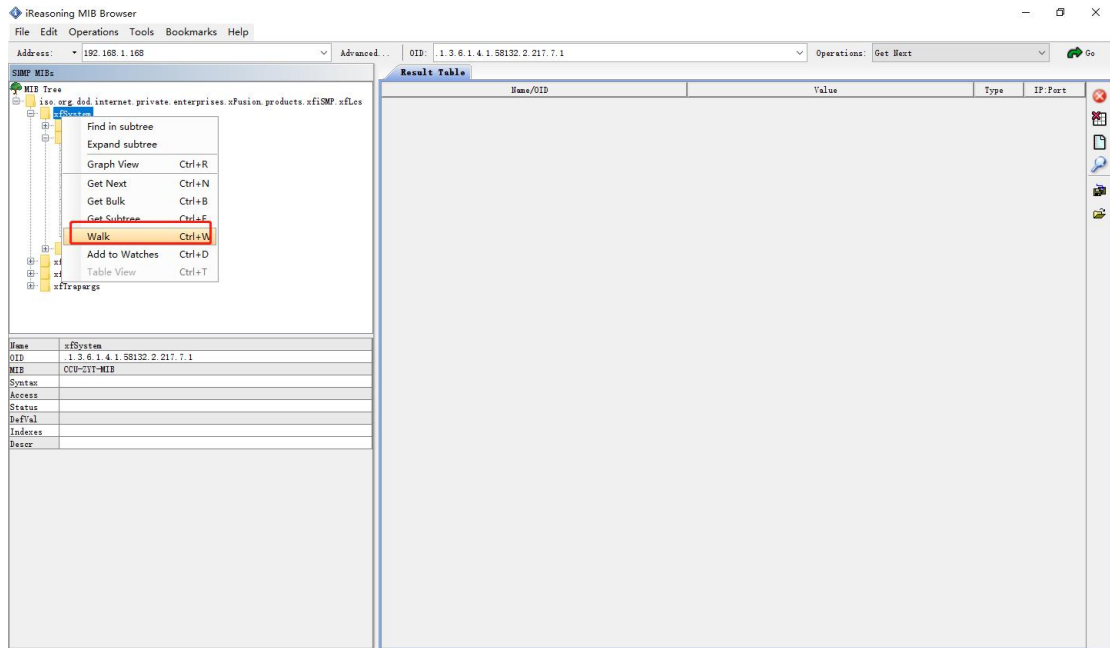 iReasoning MIB Browser
File Edit Operations Tools Bookmarks Help
Address: 192.168.1.168 Advanced... OID: .1.3.6.1.4.1.58132.2.217.7.1 Operations: Get Next Go
SNMP MIBs
Result Table
MIB Tree
Name/OID Value Type IP:Port
iso.org.dod.internet.private.enterprises.xFusion.products.xfiSMP.xfLcs
xfSystem
Find in subtree
Expand subtree
Graph View Ctrl+R
Get Next Ctrl+N
Get Bulk Ctrl+B
Get Subtree Ctrl+E
Walk Ctrl+W
Add to Watches Ctrl+D
Table View Ctrl+T
xfTrapargs
Name xfSystem
OID .1.3.6.1.4.1.58132.2.217.7.1
MIB CCU-ZYT-MIB
Syntax
Access
Status
DefVal
Indexes
Descr